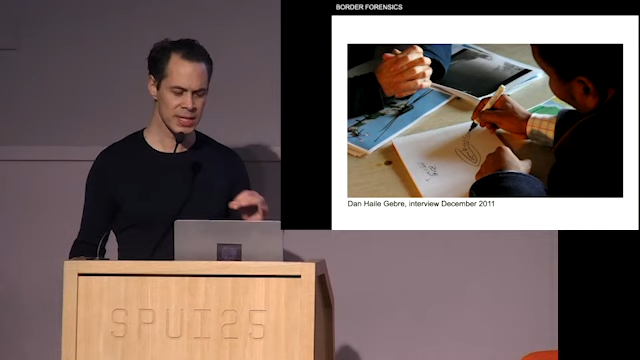 BORDER FORENSICS
Dan Haile Gebre, interview December 2011
SPUI25